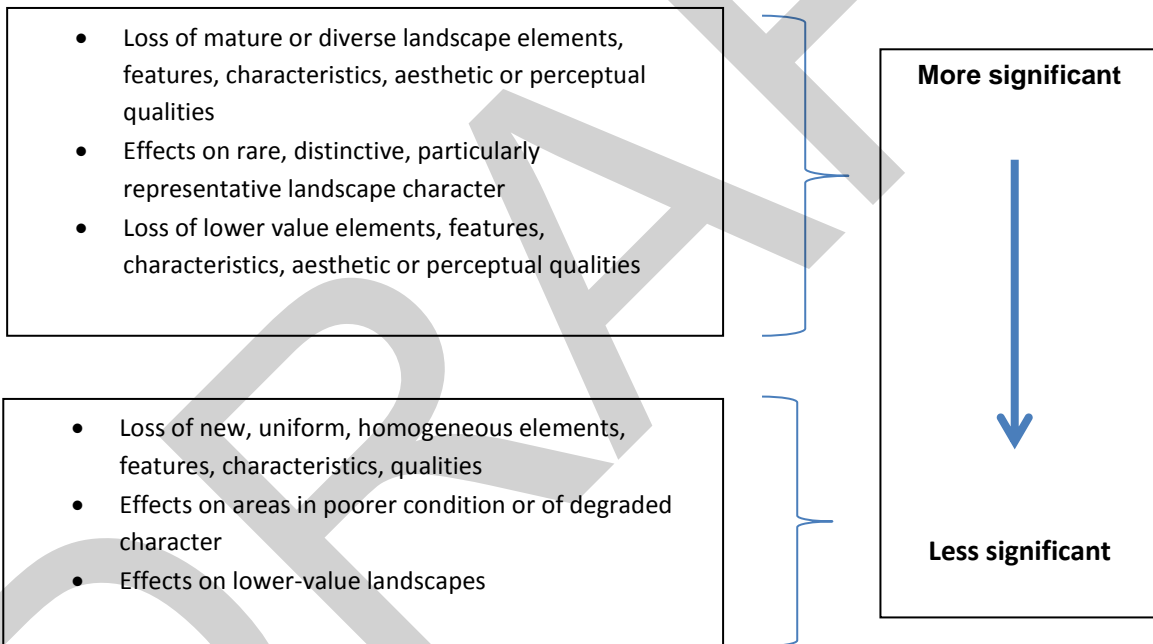 • Loss of mature or diverse landscape elements,
features, characteristics, aesthetic or perceptual
qualities
• Effects on rare, distinctive, particularly
representative landscape character
• Loss of lower value elements, features,
characteristics, aesthetic or perceptual qualities
More significant
• Loss of new, uniform, homogeneous elements,
features, characteristics, qualities
• Effects on areas in poorer condition or of degraded
character
• Effects on lower-value landscapes
Less significant